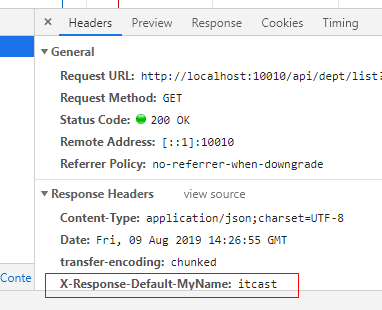 Headers Preview Response Cookies Timing
General
Request URL: http://localhost:10010/api/dept/list?
Request Method: GET
Status Code: 200 OK
Remote Address: [::1]:10010
Referrer Policy: no-referrer-when-downgrade
Response Headers view source
Content-Type: application/json;charset=UTF-8
Date: Fri, 09 Aug 2019 14:26:55 GMT
transfer-encoding: chunked
Conte
X-Response-Default-MyName: itcast